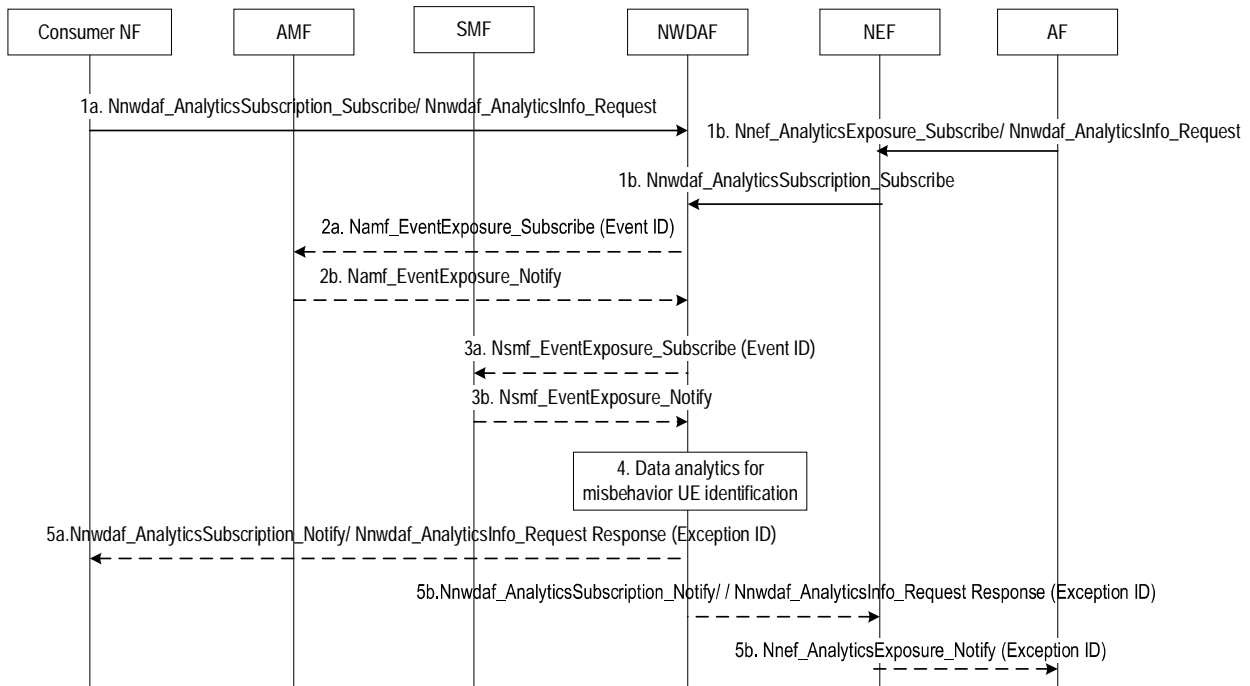 Consumer NF
AMF
SMF
NWDAF
NEF
AF
1a. Nnwdaf_AnalyticsSubscription_Subscribe/ Nnwdaf_AnalyticsInfo_Request
1b. Nnef_AnalyticsExposure_Subscribe/ Nnwdaf_AnalyticsInfo_Request
1b. Nnwdaf_AnalyticsSubscription_Subscribe
2a. Namf_EventExposure_Subscribe (Event ID)
2b. Namf_EventExposure_Notify
3a. Nsmf_EventExposure_Subscribe (Event ID)
3b. Nsmf_EventExposure_Notify
4. Data analytics for
misbehavior UE identification
5a.Nnwdaf_AnalyticsSubscription_Notify/ Nnwdaf_AnalyticsInfo_Request Response (Exception ID)
5b.Nnwdaf_AnalyticsSubscription_Notify/ / Nnwdaf_AnalyticsInfo_Request Response (Exception ID)
5b. Nnef_AnalyticsExposure_Notify (Exception ID)